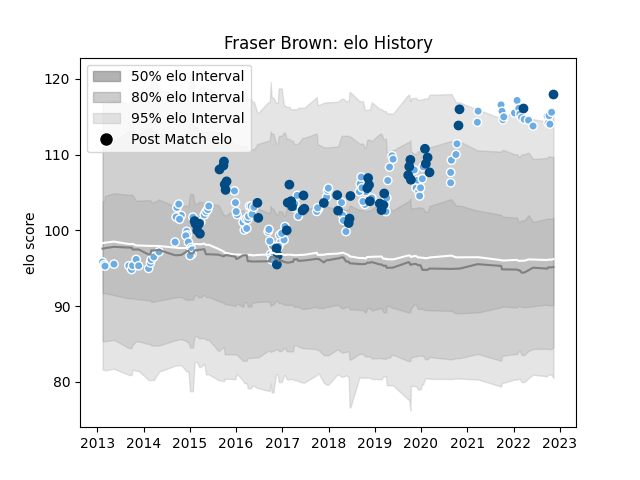 Fraser Brown: elo History
50% elo Interval
80% elo Interval
95% elo Interval
Post Match elo
elo score
120
110
100
90
80
2013 2014 2015 2016 2017 2018 2019 2020 2021 2022 2023